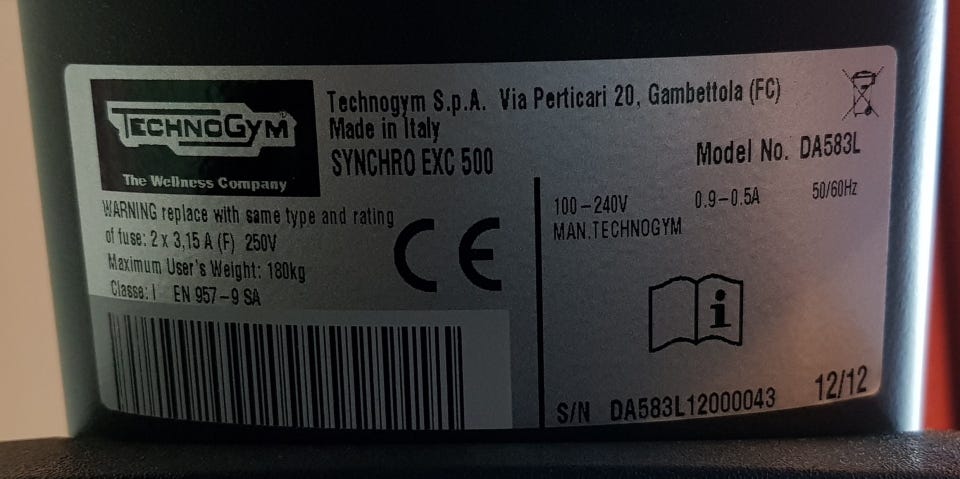 TECHNOGYM
The Wellness Company
Technogym S.p.A. Via Perticari 20, Gambettola (FC)
Made in Italy
SYNCHRO EXC 500
Model No. DA583L
WARNING replace with same type and rating
of fuse: 2 x 3,15 A (F) 250V
Maximum User's Weight: 180kg
Classe: I EN 957-9 SA
CE
100-240V 0.9-0.5A 50/60Hz
MAN.TECHNOGYM
i
S/N DA583L12000043 12/12